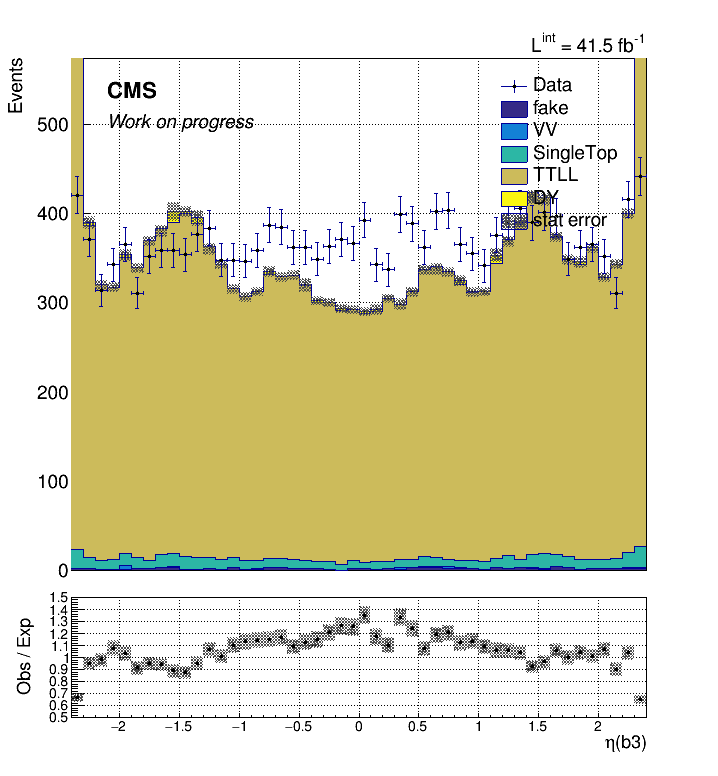 L^int = 41.5 fb^-1
Events
CMS
Work on progress
Data
fake
VV
SingleTop
TTLL
DY
stat error
500
400
300
200
100
0
Obs / Exp
1.5
1.4
1.3
1.2
1.1
1
0.9
0.8
0.7
0.6
0.5
−2 −1.5 −1 −0.5 0 0.5 1 1.5 2
η(b3)